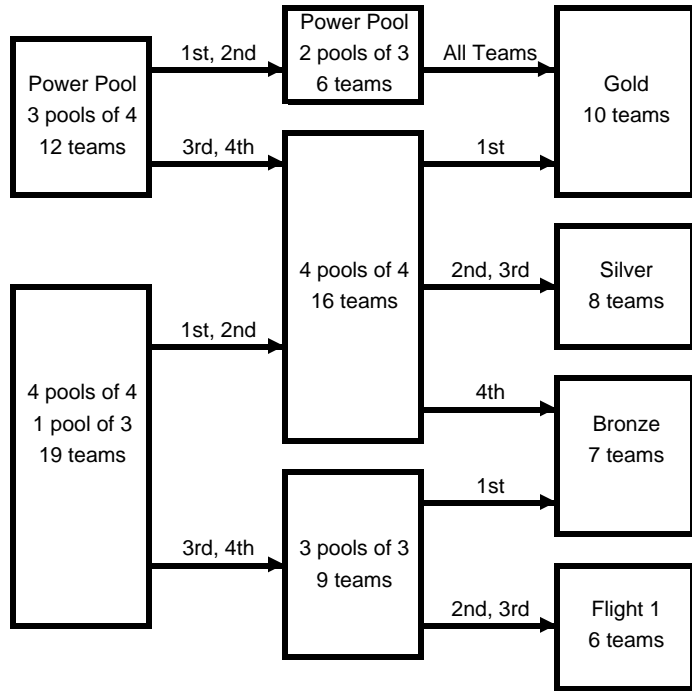 Power Pool
3 pools of 4
12 teams
1st, 2nd
3rd, 4th
Power Pool
2 pools of 3
6 teams
All Teams
Gold
10 teams
4 pools of 4
1 pool of 3
19 teams
1st, 2nd
3rd, 4th
4 pools of 4
16 teams
1st
2nd, 3rd
4th
Silver
8 teams
Bronze
7 teams
3 pools of 3
9 teams
1st
2nd, 3rd
Flight 1
6 teams